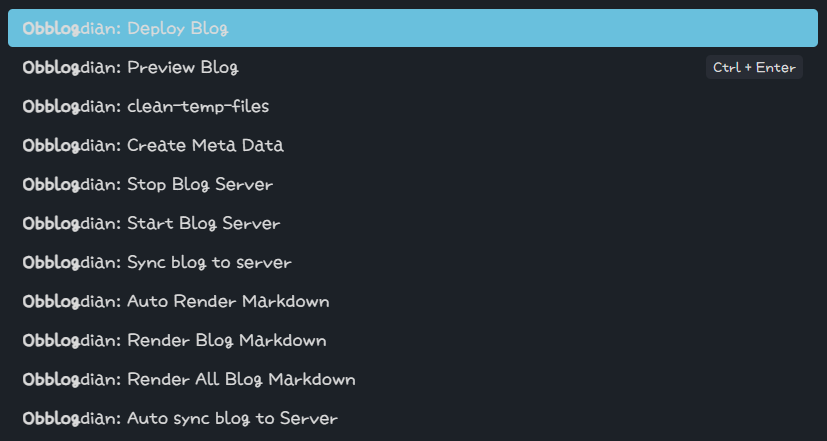 Obblogdian: Deploy Blog
Obblogdian: Preview Blog Ctrl + Enter
Obblogdian: clean-temp-files
Obblogdian: Create Meta Data
Obblogdian: Stop Blog Server
Obblogdian: Start Blog Server
Obblogdian: Sync blog to server
Obblogdian: Auto Render Markdown
Obblogdian: Render Blog Markdown
Obblogdian: Render All Blog Markdown
Obblogdian: Auto sync blog to Server